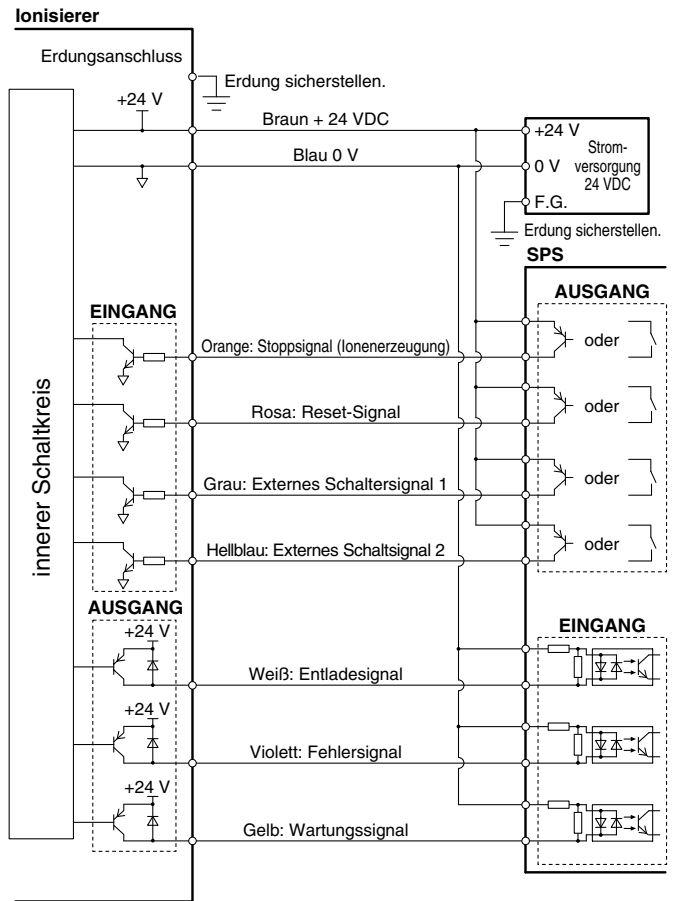 Ionisierer
Erdungsanschluss
Erdung sicherstellen.
+24 V
Braun + 24 VDC
Blau 0 V
+24 V
0 V
F.G.
Strom-
versorgung
24 VDC
Erdung sicherstellen.
SPS
AUSGANG
EINGANG
innerer Schaltkreis
Orange: Stoppsignal (Ionenerzeugung)
oder
Rosa: Reset-Signal
oder
Grau: Externes Schaltersignal 1
oder
Hellblau: Externes Schaltsignal 2
oder
AUSGANG
EINGANG
+24 V
Weiß: Entladesignal
+24 V
Violett: Fehlersignal
+24 V
Gelb: Wartungssignal